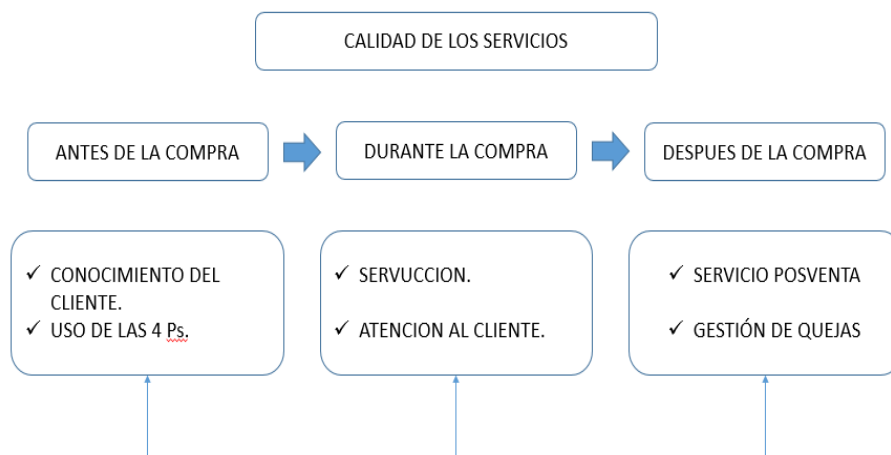 CALIDAD DE LOS SERVICIOS
ANTES DE LA COMPRA
DURANTE LA COMPRA
DESPUES DE LA COMPRA
✓ CONOCIMIENTO DEL
CLIENTE.
✓ USO DE LAS 4 Ps.
✓ SERVUCCION.
✓ ATENCION AL CLIENTE.
✓ SERVICIO POSVENTA
✓ GESTIÓN DE QUEJAS